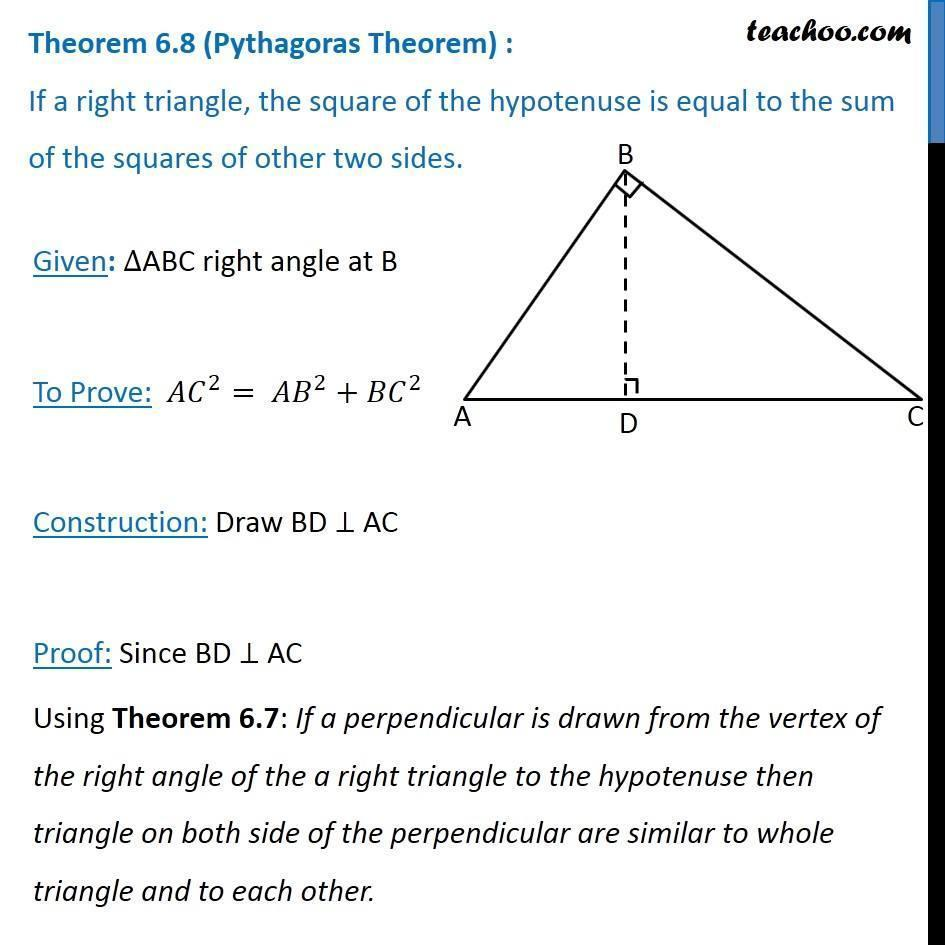 teachoo.com
Theorem 6.8 (Pythagoras Theorem) :
If a right triangle, the square of the hypotenuse is equal to the sum
of the squares of other two sides.
B
Given: ΔABC right angle at B
To Prove: 𝐴𝐶² = 𝐴𝐵² + 𝐵𝐶²
A
D
C
Construction: Draw BD ⊥ AC
Proof: Since BD ⊥ AC
Using Theorem 6.7: If a perpendicular is drawn from the vertex of
the right angle of the a right triangle to the hypotenuse then
triangle on both side of the perpendicular are similar to whole
triangle and to each other.